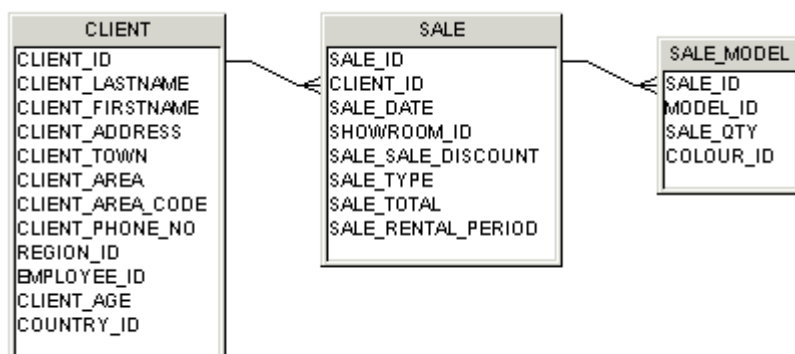 CLIENT
CLIENT_ID
CLIENT_LASTNAME
CLIENT_FIRSTNAME
CLIENT_ADDRESS
CLIENT_TOWN
CLIENT_AREA
CLIENT_AREA_CODE
CLIENT_PHONE_NO
REGION_ID
EMPLOYEE_ID
CLIENT_AGE
COUNTRY_ID
SALE
SALE_ID
CLIENT_ID
SALE_DATE
SHOWROOM_ID
SALE_SALE_DISCOUNT
SALE_TYPE
SALE_TOTAL
SALE_RENTAL_PERIOD
SALE_MODEL
SALE_ID
MODEL_ID
SALE_QTY
COLOUR_ID